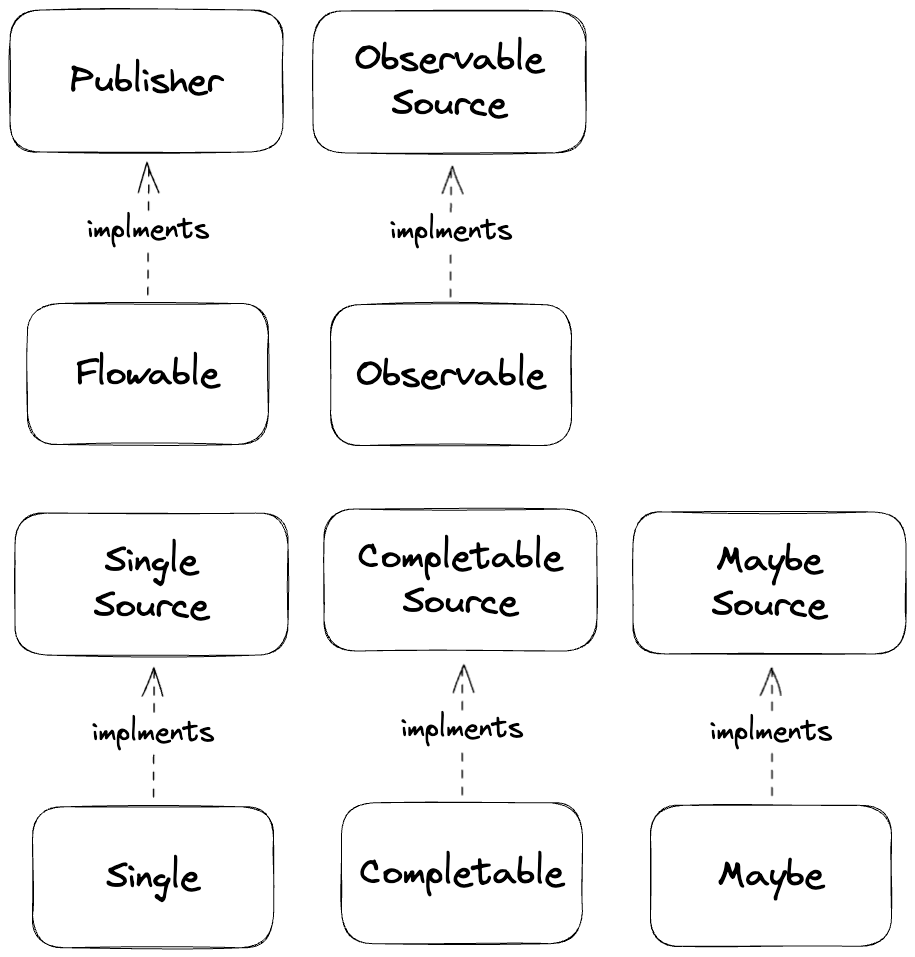 Publisher
Observable
Source
implments
implments
Flowable
Observable
Single
Source
Completable
Source
Maybe
Source
implments
implments
implments
Single
Completable
Maybe